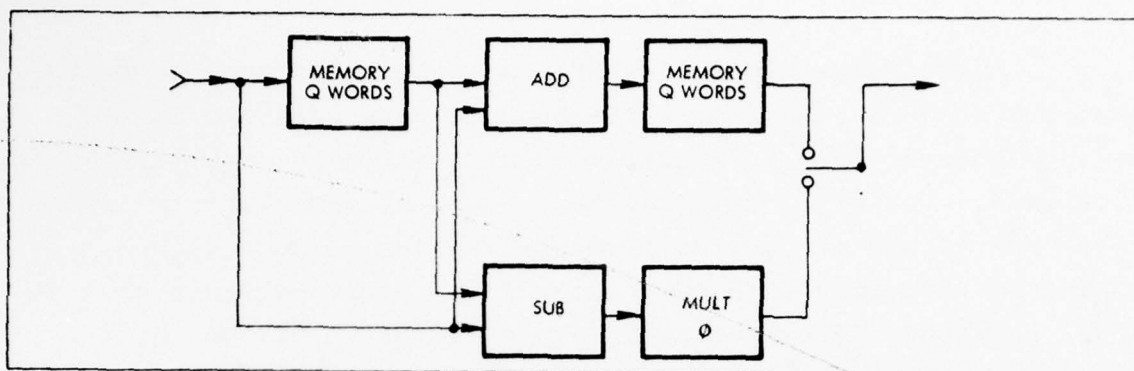 MEMORY
Q WORDS
ADD
MEMORY
Q WORDS
SUB
MULT
φ